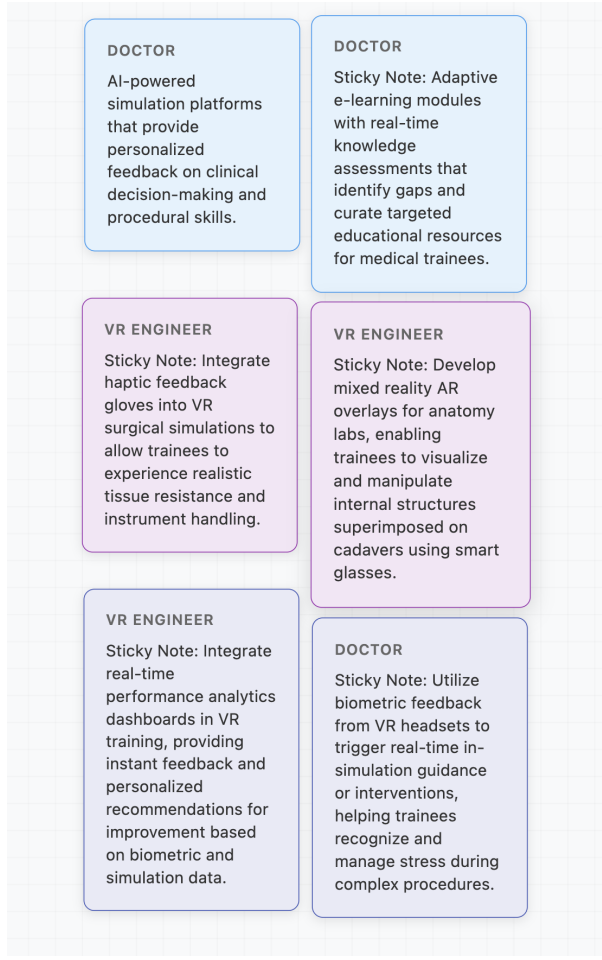 DOCTOR
AI-powered
simulation platforms
that provide
personalized
feedback on clinical
decision-making and
procedural skills.
DOCTOR
Sticky Note: Adaptive
e-learning modules
with real-time
knowledge
assessments that
identify gaps and
curate targeted
educational resources
for medical trainees.
VR ENGINEER
Sticky Note: Integrate
haptic feedback
gloves into VR
surgical simulations to
allow trainees to
experience realistic
tissue resistance and
instrument handling.
VR ENGINEER
Sticky Note: Develop
mixed reality AR
overlays for anatomy
labs, enabling
trainees to visualize
and manipulate
internal structures
superimposed on
cadavers using smart
glasses.
VR ENGINEER
Sticky Note: Integrate
real-time
performance analytics
dashboards in VR
training, providing
instant feedback and
personalized
recommendations for
improvement based
on biometric and
simulation data.
DOCTOR
Sticky Note: Utilize
biometric feedback
from VR headsets to
trigger real-time in-
simulation guidance
or interventions,
helping trainees
recognize and
manage stress during
complex procedures.